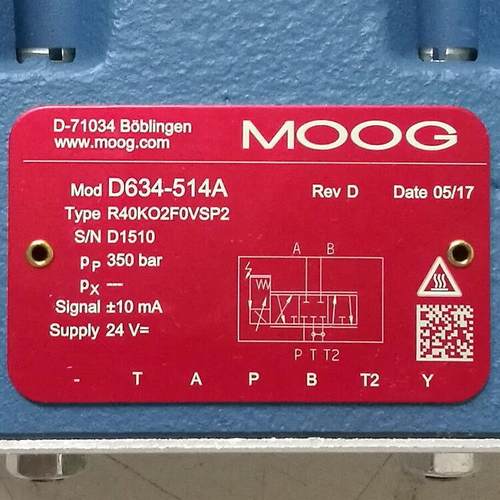 D-71034 Böblingen
www.moog.com
MOOG
Mod D634-514A Rev D Date 05/17
Type R40KO2F0VSP2
S/N D1510
pP 350 bar
pX —
Signal ±10 mA
Supply 24 V=
A B
P T T2
- T A P B T2 Y